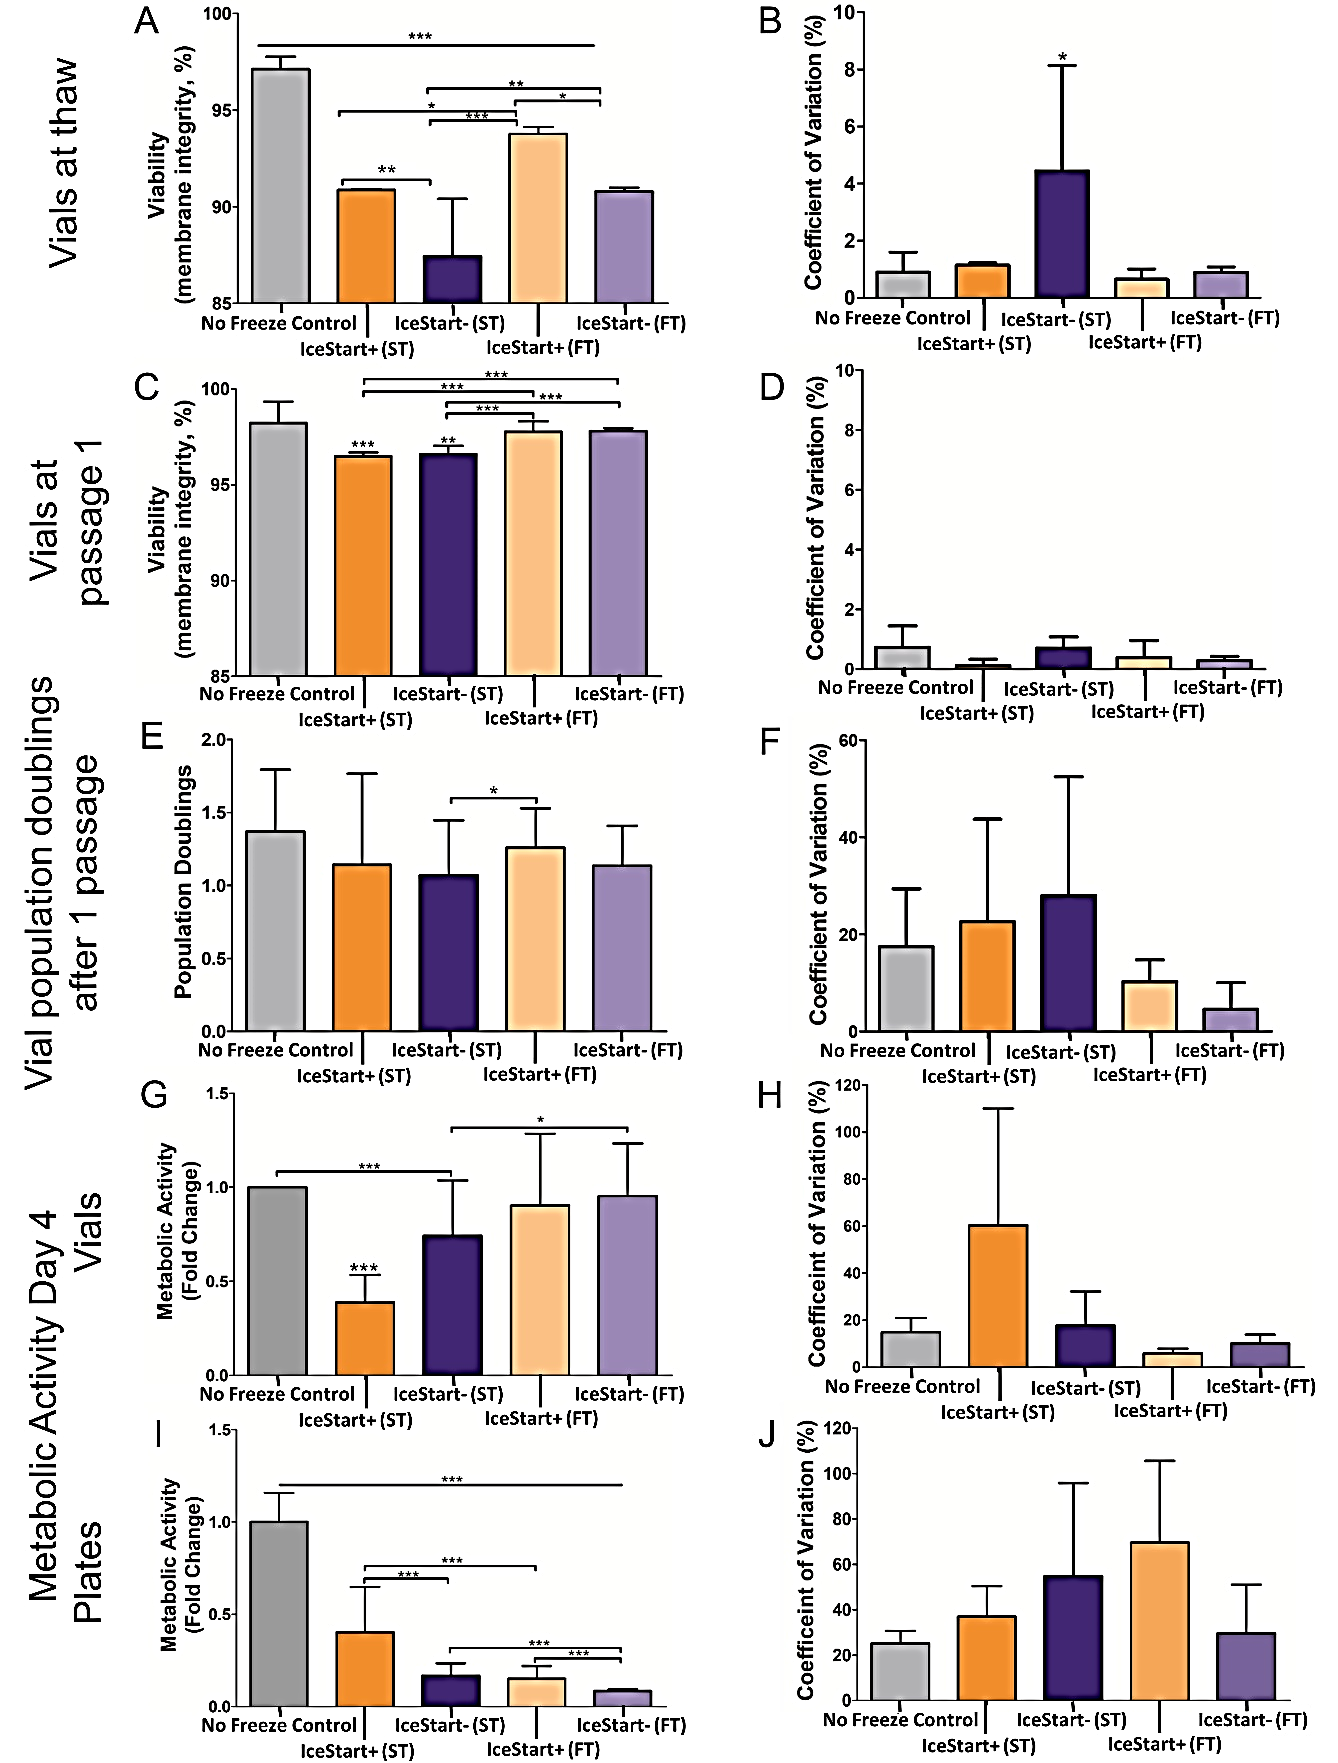 Vials at thaw
A
Viability
(membrane integrity, %)
100
95
90
85
***
**
*
*
***
**
No Freeze Control
IceStart+ (ST)
IceStart- (ST)
IceStart+ (FT)
IceStart- (FT)
B
Coefficient of Variation (%)
10
8
6
4
2
0
*
No Freeze Control
IceStart+ (ST)
IceStart- (ST)
IceStart+ (FT)
IceStart- (FT)
Vials at
passage 1
C
Viability
(membrane integrity, %)
100
95
90
85
***
***
***
***
***
**
No Freeze Control
IceStart+ (ST)
IceStart- (ST)
IceStart+ (FT)
IceStart- (FT)
D
Coefficient of Variation (%)
10
8
6
4
2
0
No Freeze Control
IceStart+ (ST)
IceStart- (ST)
IceStart+ (FT)
IceStart- (FT)
Vial population doublings
after 1 passage
E
Population Doublings
2.0
1.5
1.0
0.5
0.0
*
No Freeze Control
IceStart+ (ST)
IceStart- (ST)
IceStart+ (FT)
IceStart- (FT)
F
Coefficient of Variation (%)
60
40
20
0
No Freeze Control
IceStart+ (ST)
IceStart- (ST)
IceStart+ (FT)
IceStart- (FT)
Metabolic Activity Day 4
Vials
G
Metabolic Activity
(Fold Change)
1.5
1.0
0.5
0.0
*
***
***
No Freeze Control
IceStart+ (ST)
IceStart- (ST)
IceStart+ (FT)
IceStart- (FT)
H
Coefficeint of Variation (%)
120
100
80
60
40
20
0
No Freeze Control
IceStart+ (ST)
IceStart- (ST)
IceStart+ (FT)
IceStart- (FT)
Plates
I
Metabolic Activity
(Fold Change)
1.5
1.0
0.5
0.0
***
***
***
***
***
No Freeze Control
IceStart+ (ST)
IceStart- (ST)
IceStart+ (FT)
IceStart- (FT)
J
Coefficeint of Variation (%)
120
100
80
60
40
20
0
No Freeze Control
IceStart+ (ST)
IceStart- (ST)
IceStart+ (FT)
IceStart- (FT)